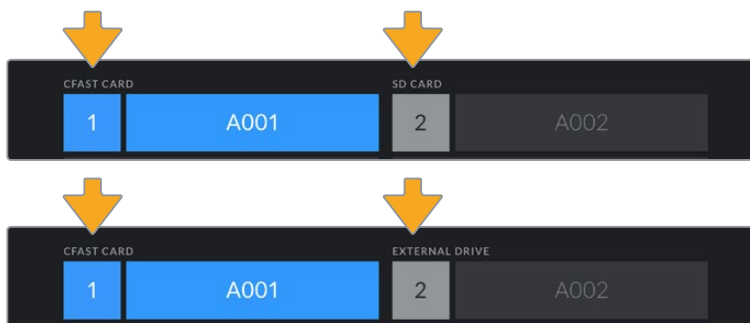 CFAST CARD SD CARD
1 A001 2 A002
CFAST CARD EXTERNAL DRIVE
1 A001 2 A002